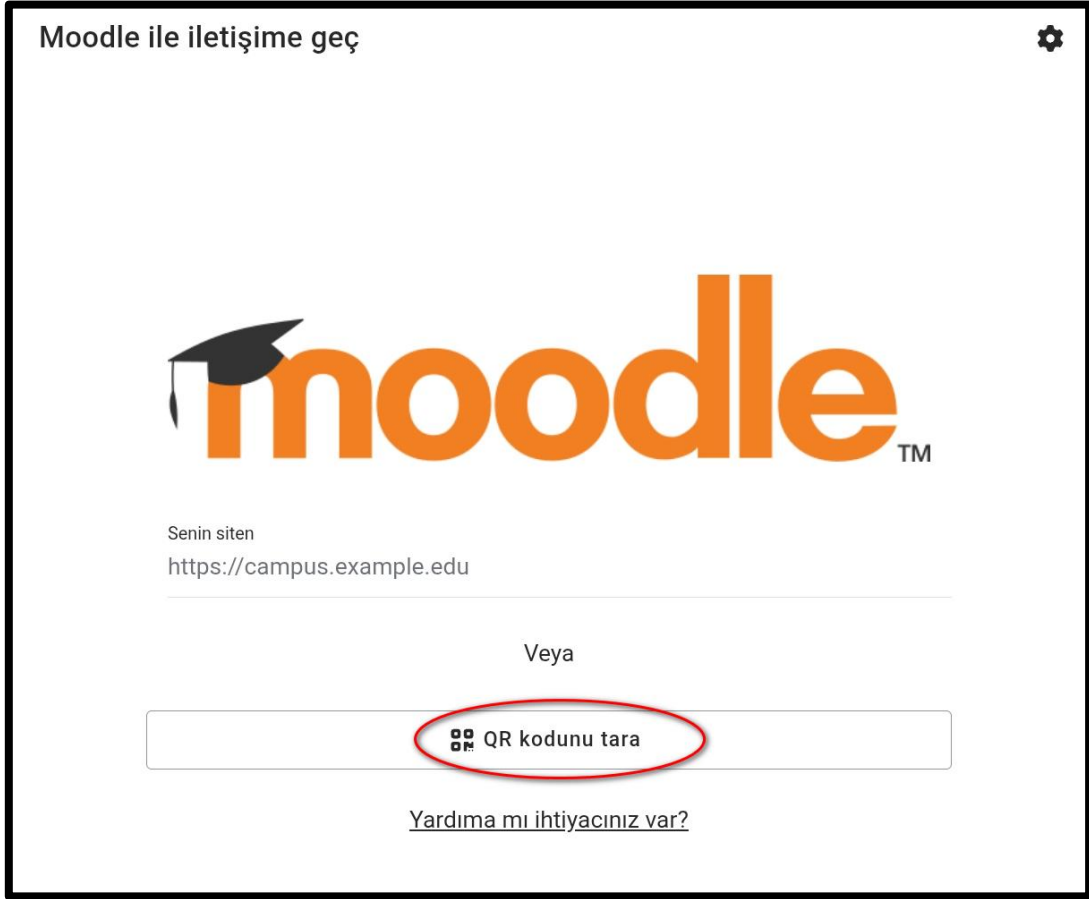 Moodle ile iletişime geç
moodle
TM
Senin siten
https://campus.example.edu
Veya
QR kodunu tara
Yardıma mı ihtiyacınız var?